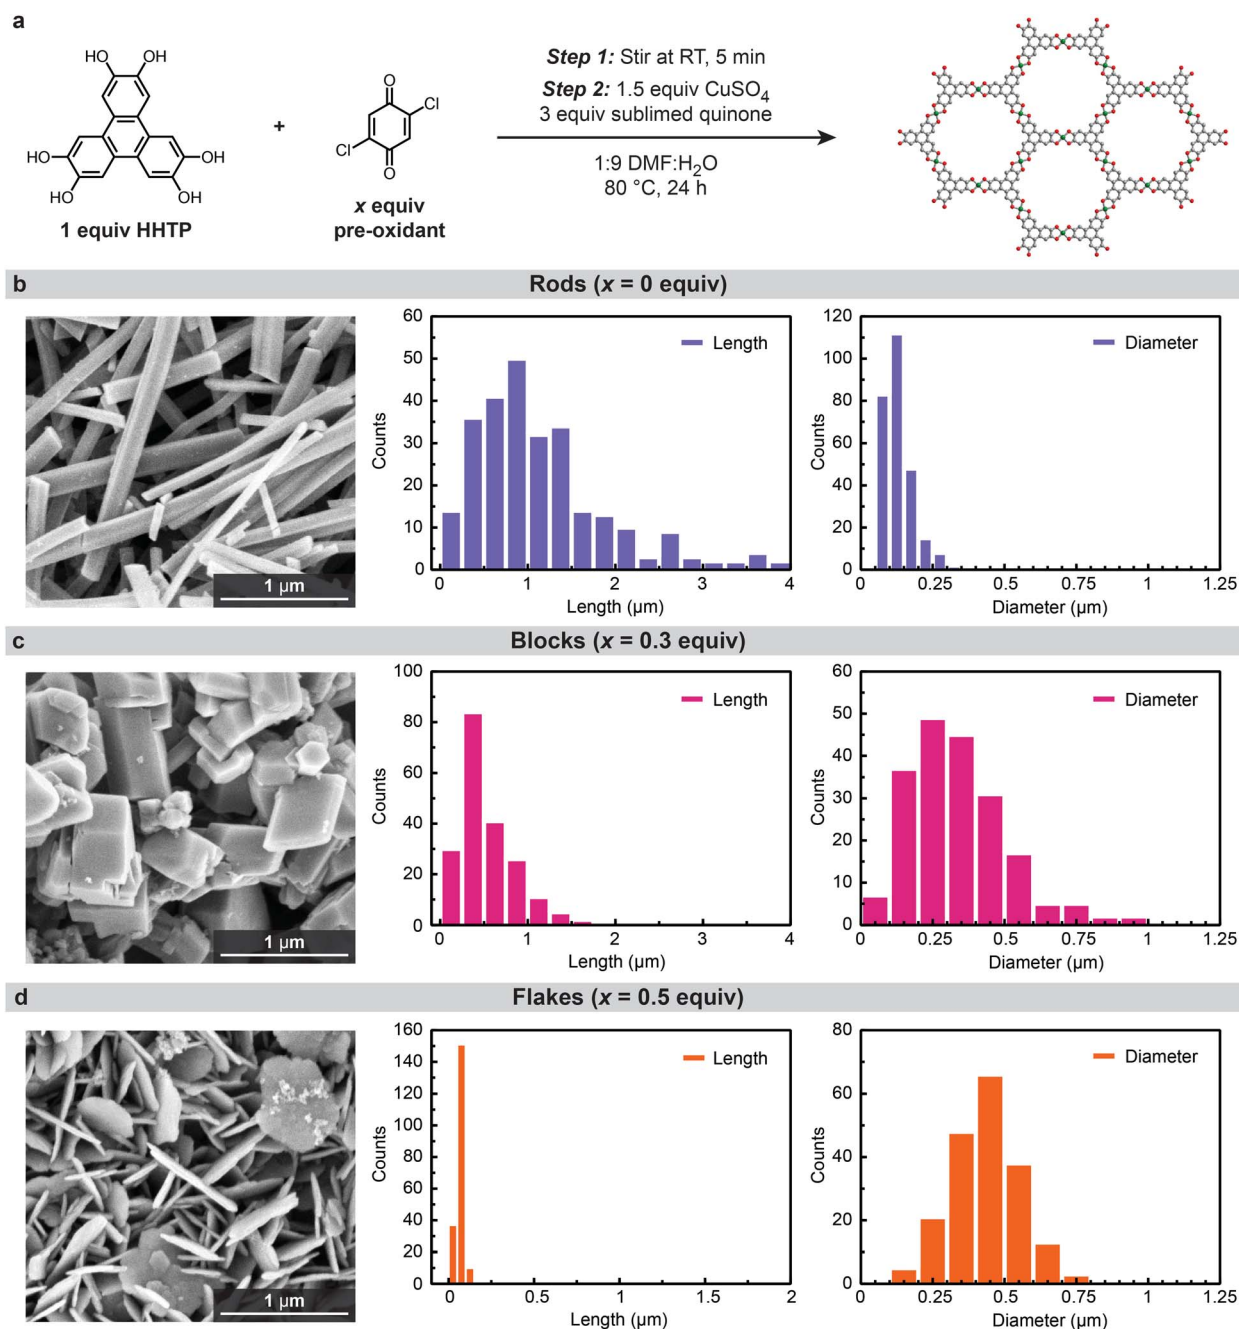 a
HO
OH
HO
OH
HO
OH
1 equiv HHTP
+
O
Cl
Cl
O
x equiv
pre-oxidant
Step 1: Stir at RT, 5 min
Step 2: 1.5 equiv CuSO₄
3 equiv sublimed quinone
1:9 DMF:H₂O
80 °C, 24 h
b
Rods (x = 0 equiv)
1 µm
60
50
40
30
20
10
0
Counts
Length
0 1 2 3 4
Length (µm)
120
100
80
60
40
20
0
Counts
Diameter
0 0.25 0.5 0.75 1 1.25
Diameter (µm)
c
Blocks (x = 0.3 equiv)
1 µm
100
80
60
40
20
0
Counts
Length
0 1 2 3 4
Length (µm)
60
50
40
30
20
10
0
Counts
Diameter
0 0.25 0.5 0.75 1 1.25
Diameter (µm)
d
Flakes (x = 0.5 equiv)
1 µm
160
140
120
100
80
60
40
20
0
Counts
Length
0 0.5 1 1.5 2
Length (µm)
80
60
40
20
0
Counts
Diameter
0 0.25 0.5 0.75 1 1.25
Diameter (µm)